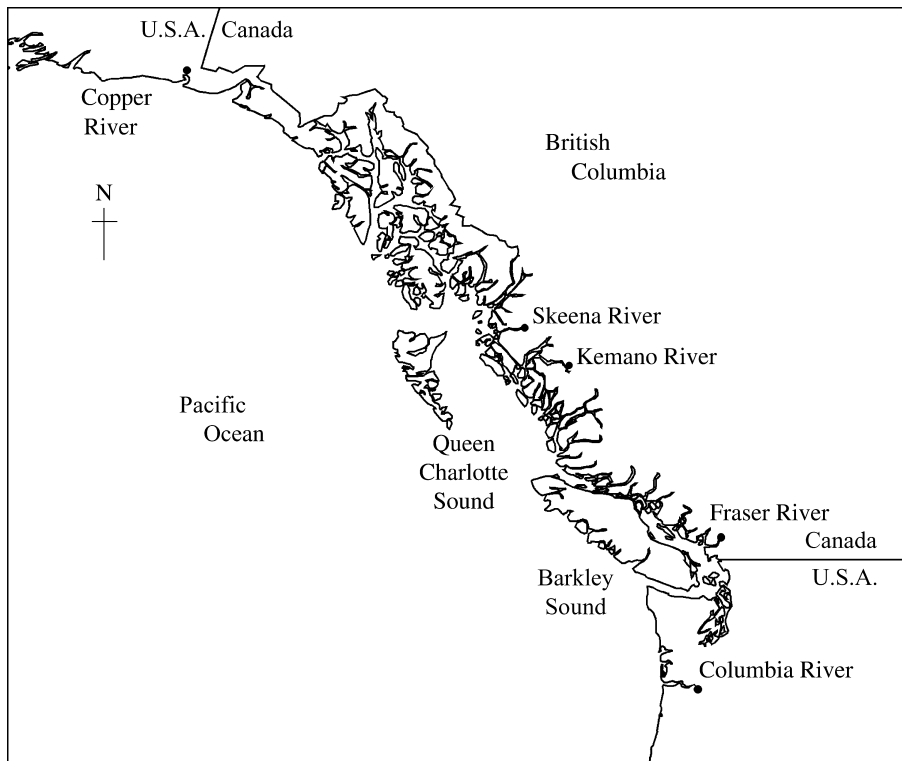 U.S.A.
Canada
Copper
River
British
Columbia
N
Skeena River
Kemano River
Pacific
Ocean
Queen
Charlotte
Sound
Fraser River
Canada
U.S.A.
Barkley
Sound
Columbia River